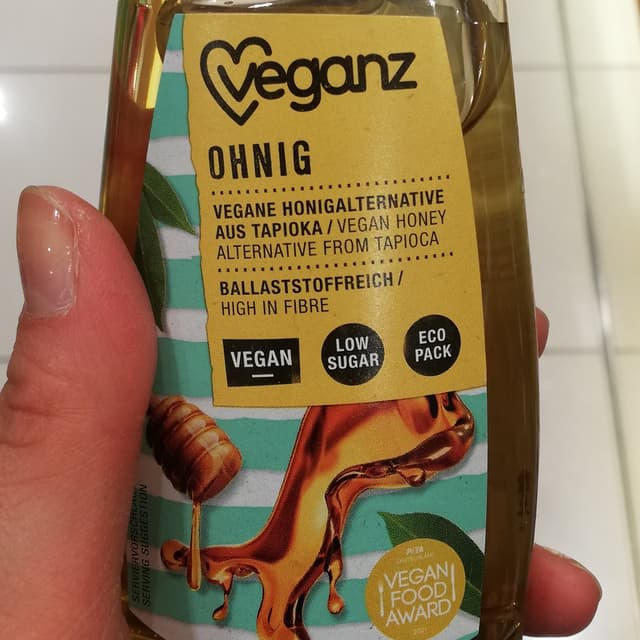 veganz
OHNIG
VEGANE HONIGALTERNATIVE
AUS TAPIOKA / VEGAN HONEY
ALTERNATIVE FROM TAPIOCA
BALLASTSTOFFREICH /
HIGH IN FIBRE
VEGAN
LOW
SUGAR
ECO
PACK
SERVIERVORSCHLAG
SERVING SUGGESTION
PETA
VEGAN
FOOD
AWARD